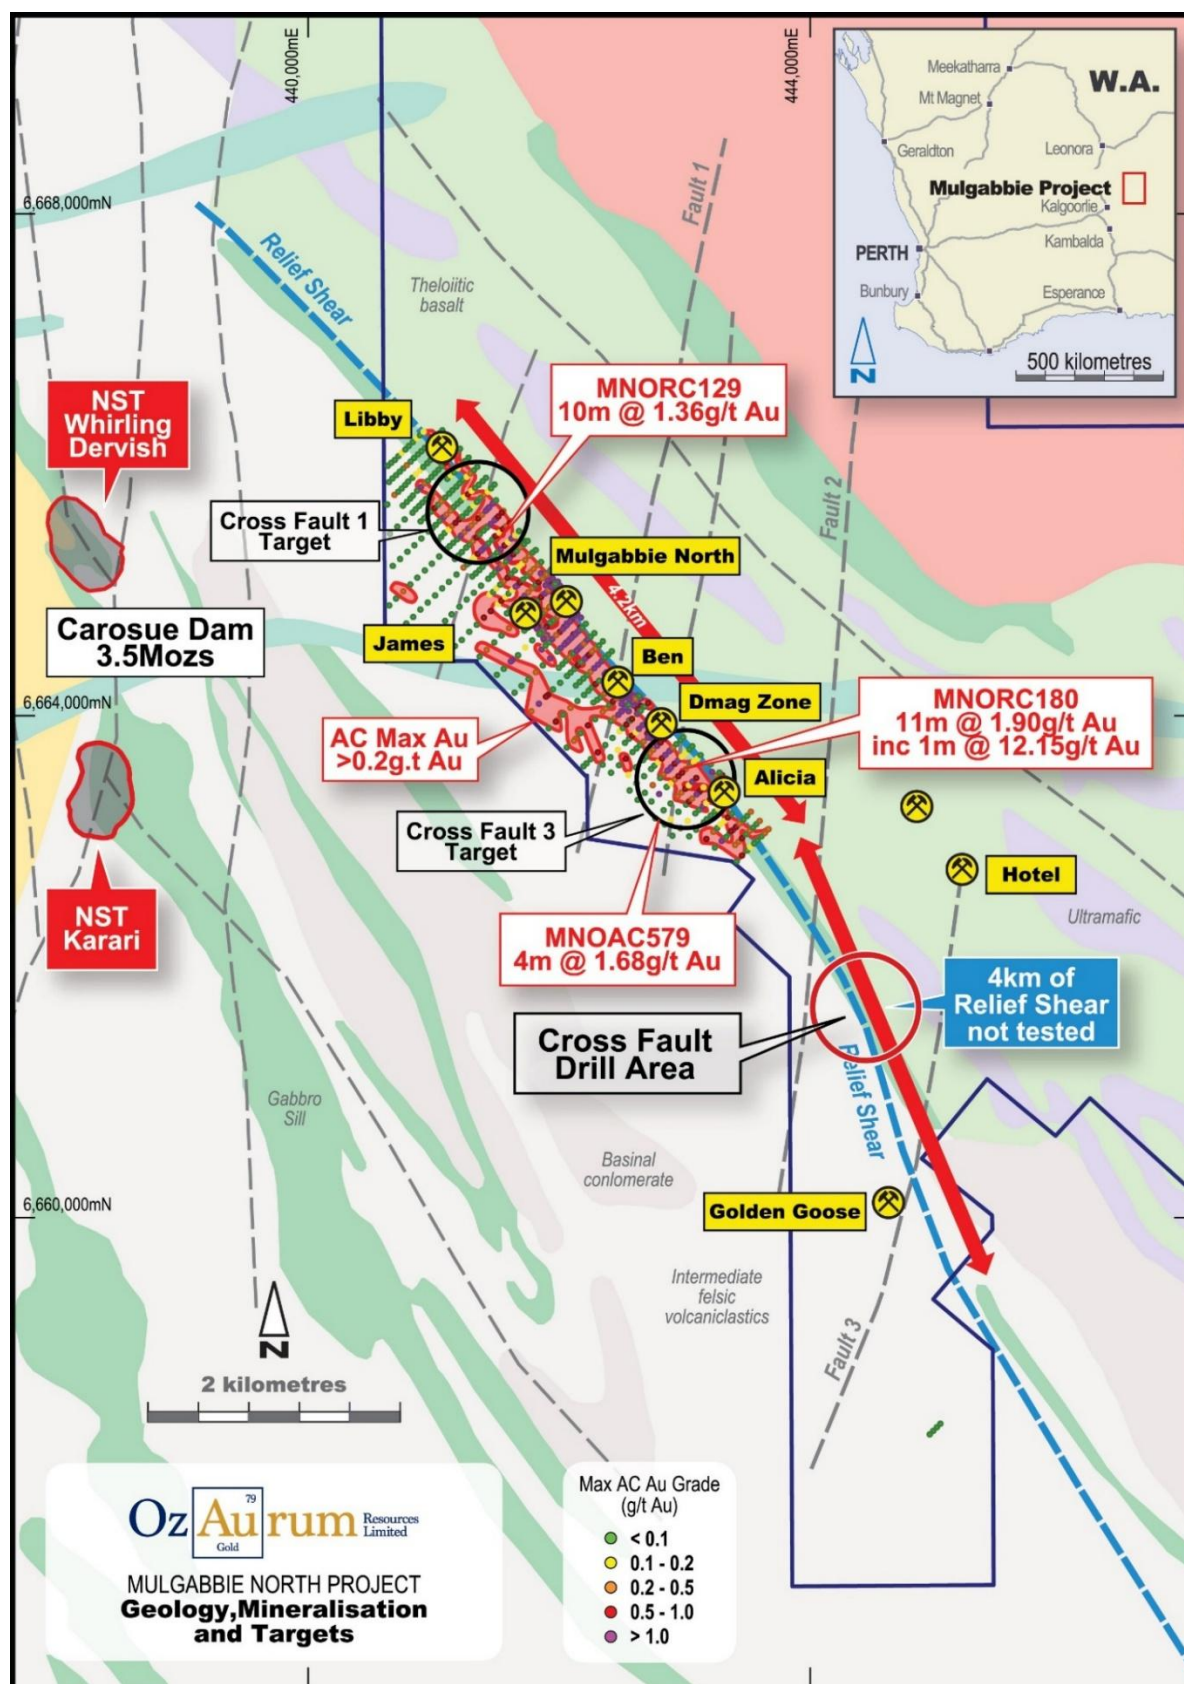 440,000mE
444,000mE
Meekatharra
W.A.
Mt Magnet
Geraldton
Leonora
Mulgabbie Project
Kalgoorlie
Kambalda
PERTH
Bunbury
Esperance
N
500 kilometres
6,668,000mN
Fault 1
Relief Shear
Theloiitic
basalt
Fault 2
NST
Whirling
Dervish
Libby
MNORC129
10m @ 1.36g/t Au
Cross Fault 1
Target
Mulgabbie North
4.2km
Carosue Dam
3.5Mozs
James
Ben
6,664,000mN
Dmag Zone
MNORC180
11m @ 1.90g/t Au
inc 1m @ 12.15g/t Au
AC Max Au
>0.2g.t Au
Alicia
Cross Fault 3
Target
Hotel
NST
Karari
Ultramafic
MNOAC579
4m @ 1.68g/t Au
4km of
Relief Shear
not tested
Cross Fault
Drill Area
Relief Shear
Gabbro
Sill
Basinal
conlomerate
6,660,000mN
Golden Goose
Intermediate
felsic
volcaniclastics
Fault 3
N
2 kilometres
OzAurum
79
Gold
Resources
Limited
MULGABBIE NORTH PROJECT
Geology,Mineralisation
and Targets
Max AC Au Grade
(g/t Au)
< 0.1
0.1 - 0.2
0.2 - 0.5
0.5 - 1.0
> 1.0